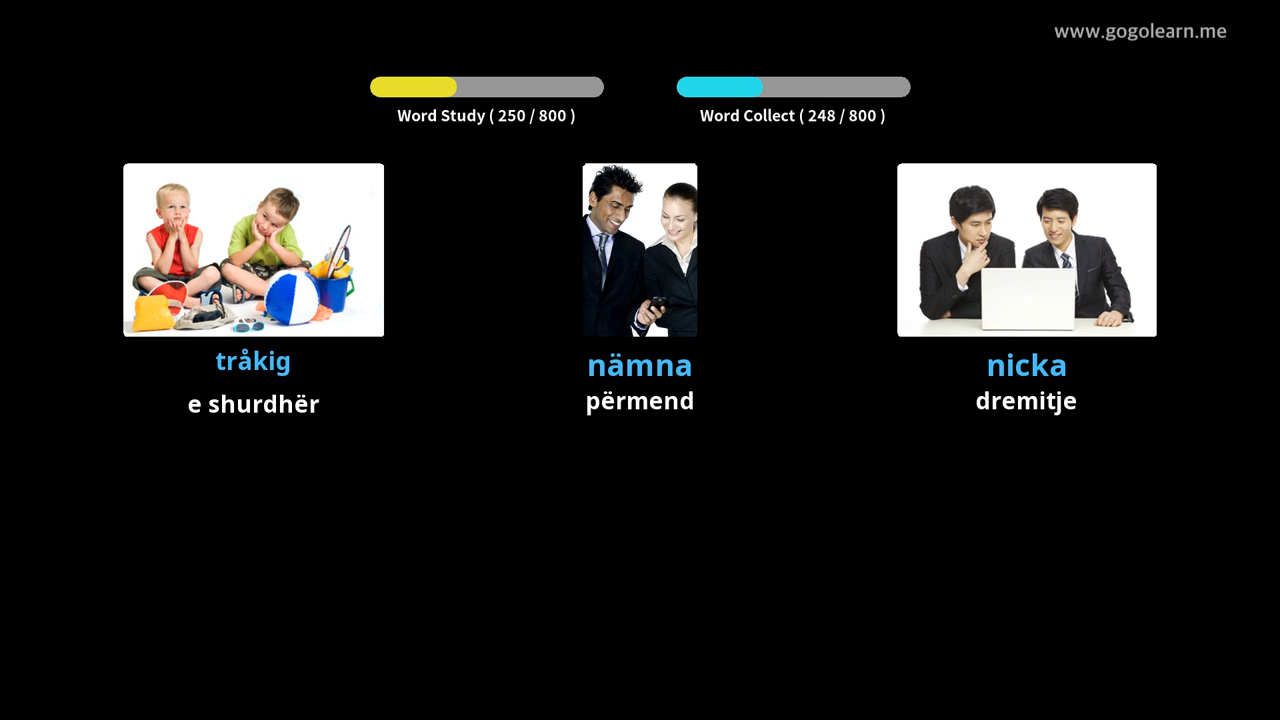 www.gogolearn.me
Word Study ( 250 / 800 )
Word Collect ( 248 / 800 )
tråkig
e shurdhër
nämna
përmend
nicka
dremitje